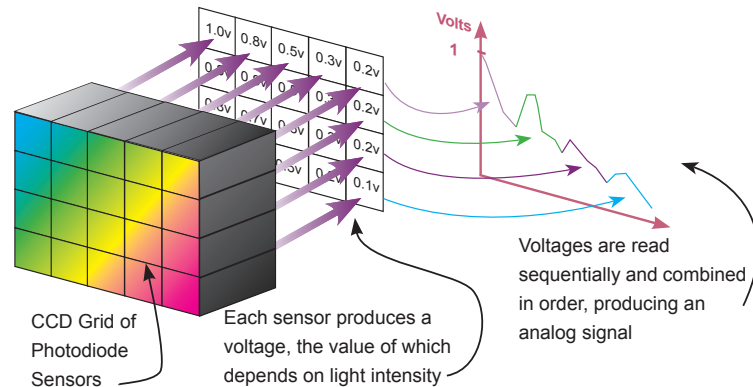 Volts
1
1.0v 0.8v 0.5v 0.3v 0.2v
0.2v
0.2v
0.1v
CCD Grid of
Photodiode
Sensors
Each sensor produces a
voltage, the value of which
depends on light intensity
Voltages are read
sequentially and combined
in order, producing an
analog signal